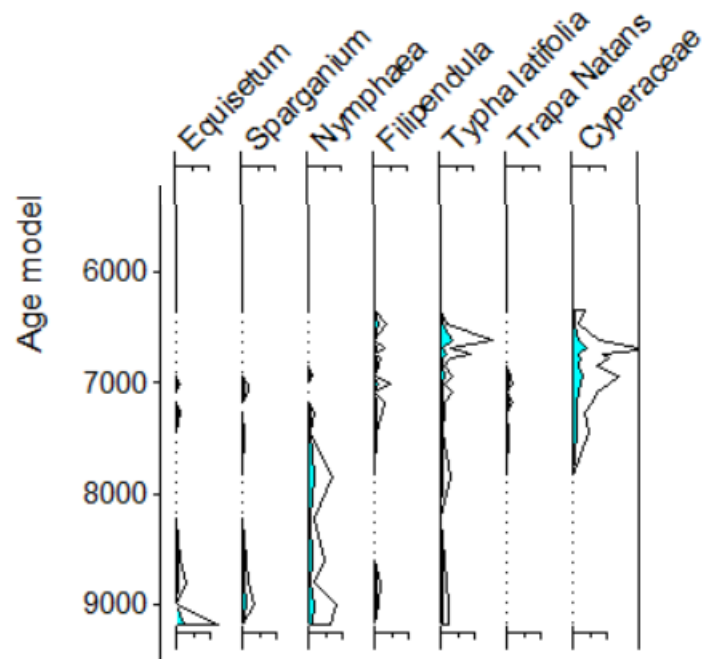 Equisetum
Sparganium
Nymphaea
Filipendula
Typha latifolia
Trapa Natans
Cyperaceae
Age model
6000
7000
8000
9000